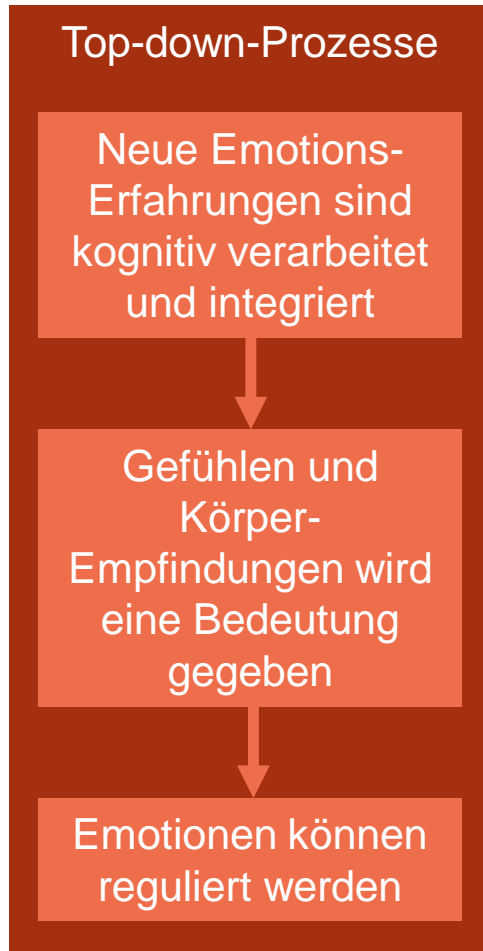 Top-down-Prozesse
Neue Emotions-
Erfahrungen sind
kognitiv verarbeitet
und integriert
Gefühlen und
Körper-
Empfindungen wird
eine Bedeutung
gegeben
Emotionen können
reguliert werden